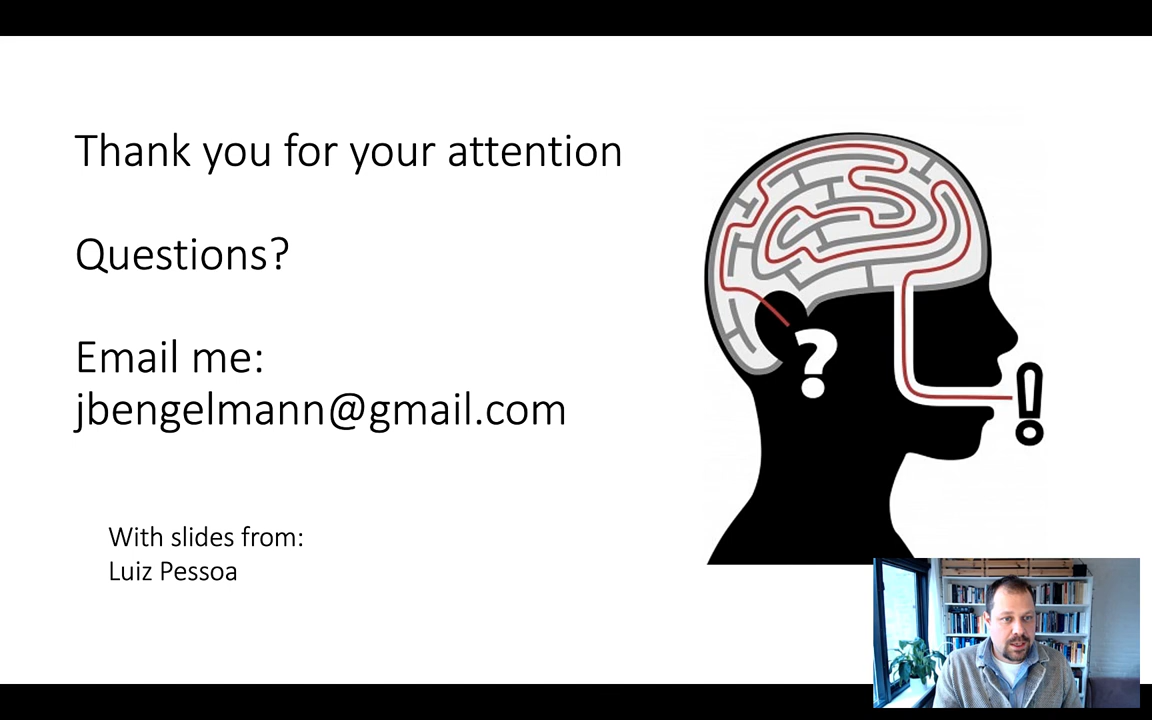 Thank you for your attention
Questions?
Email me:
jbengelmann@gmail.com
With slides from:
Luiz Pessoa
?
!